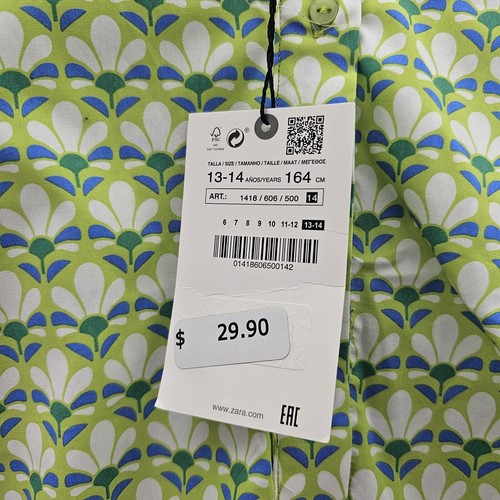 FSC
TALLA / SIZE / TAMANHO / TAILLE / MAAT / ΜΕΓΕΘΟΣ
13-14 AÑOS/YEARS 164 CM
ART.: 1418 / 606 / 500 14
6 7 8 9 10 11-12 13-14
01418606500142
$ 29.90
www.zara.com
EAC